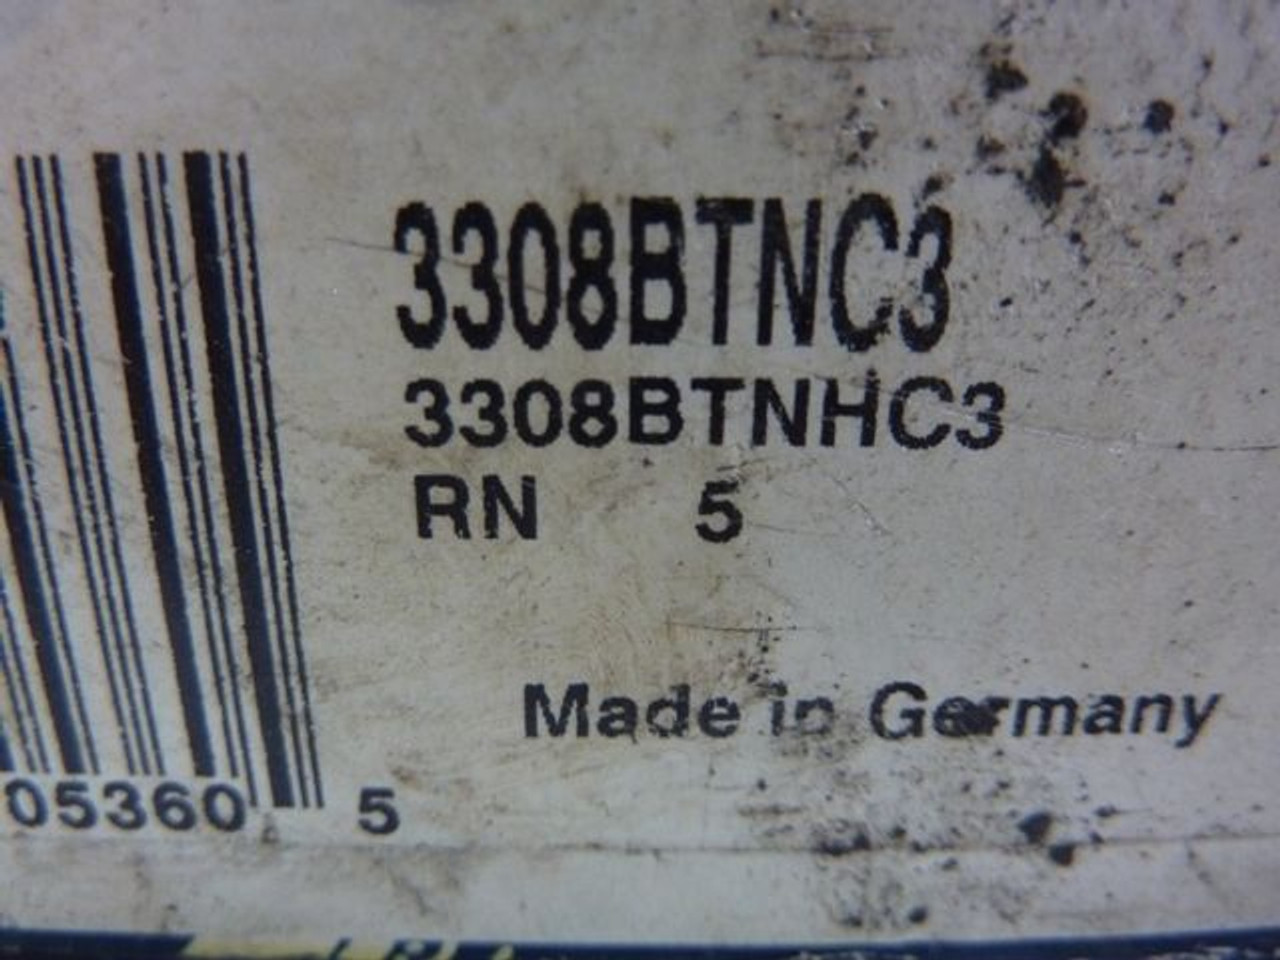 3308BTNC3
3308BTNHC3
RN 5
Made in Germany
05360 5